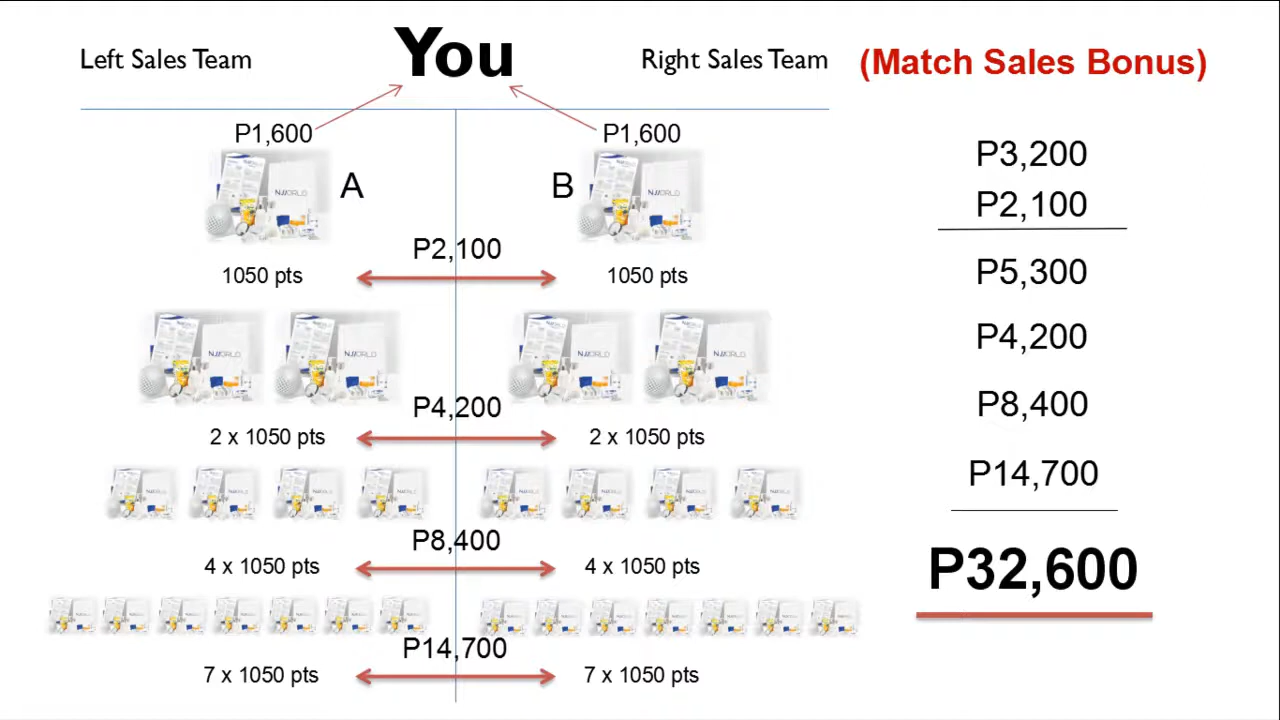 Left Sales Team
You
Right Sales Team
(Match Sales Bonus)
P1,600
P1,600
A
B
P2,100
1050 pts
1050 pts
P4,200
2 x 1050 pts
2 x 1050 pts
P8,400
4 x 1050 pts
4 x 1050 pts
P14,700
7 x 1050 pts
7 x 1050 pts
P3,200
P2,100
P5,300
P4,200
P8,400
P14,700
P32,600